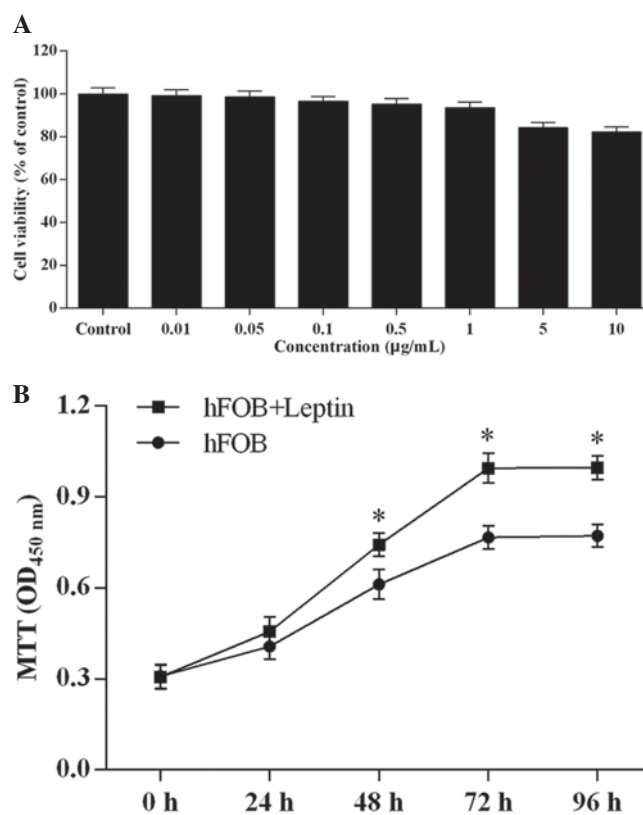 A
120
100
80
60
40
20
0
Cell viability (% of control)
Control 0.01 0.05 0.1 0.5 1 5 10
Concentration (μg/mL)
B
hFOB+Leptin
hFOB
1.2
0.9
0.6
0.3
0.0
MTT (OD450 nm)
* * *
0 h 24 h 48 h 72 h 96 h